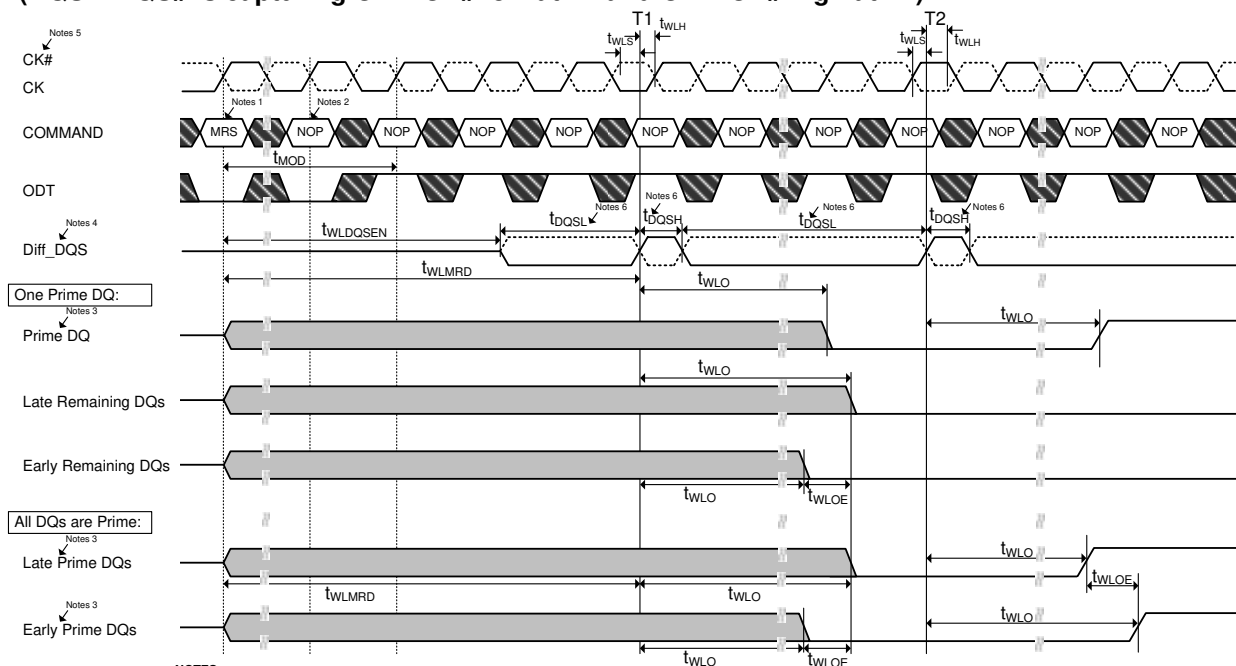 T1
T2
Notes 5
tWLS
tWLH
tWLS
tWLH
CK#
CK
Notes 1
Notes 2
COMMAND
MRS
NOP
NOP
NOP
NOP
NOP
NOP
NOP
NOP
NOP
NOP
NOP
tMOD
ODT
Notes 4
Notes 6
Notes 6
Notes 6
Notes 6
tWLDQSEN
tDQSL
tDQSH
tDQSL
tDQSH
Diff_DQS
tWLMRD
tWLO
One Prime DQ:
Notes 3
Prime DQ
tWLO
tWLO
Late Remaining DQs
Early Remaining DQs
tWLO
tWLOE
All DQs are Prime:
Notes 3
Late Prime DQs
tWLO
tWLOE
tWLMRD
tWLO
Notes 3
Early Prime DQs
tWLO
tWLO
tWLOE